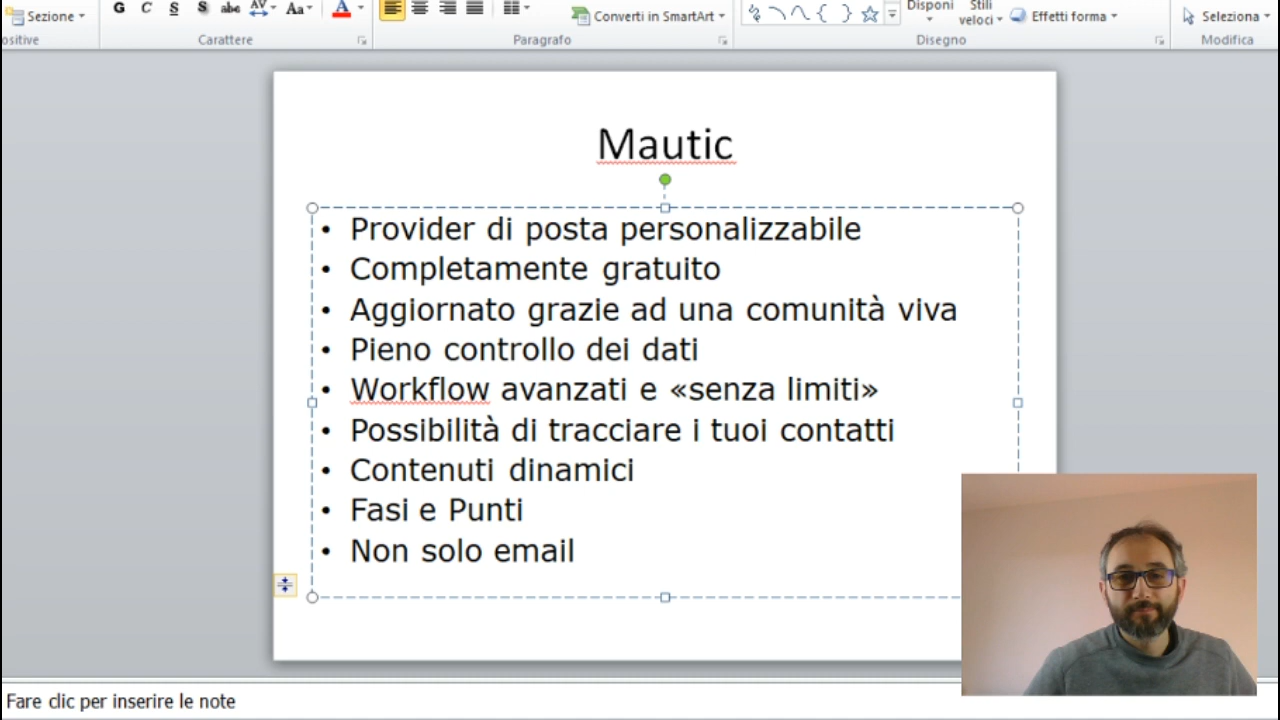 Sezione
G C S S abc AV Aa A
Converti in SmartArt
Disponi
Stili
veloci
Effetti forma
Seleziona
ositive
Carattere
Paragrafo
Disegno
Modifica
Mautic
• Provider di posta personalizzabile
• Completamente gratuito
• Aggiornato grazie ad una comunità viva
• Pieno controllo dei dati
• Workflow avanzati e «senza limiti»
• Possibilità di tracciare i tuoi contatti
• Contenuti dinamici
• Fasi e Punti
• Non solo email
Fare clic per inserire le note